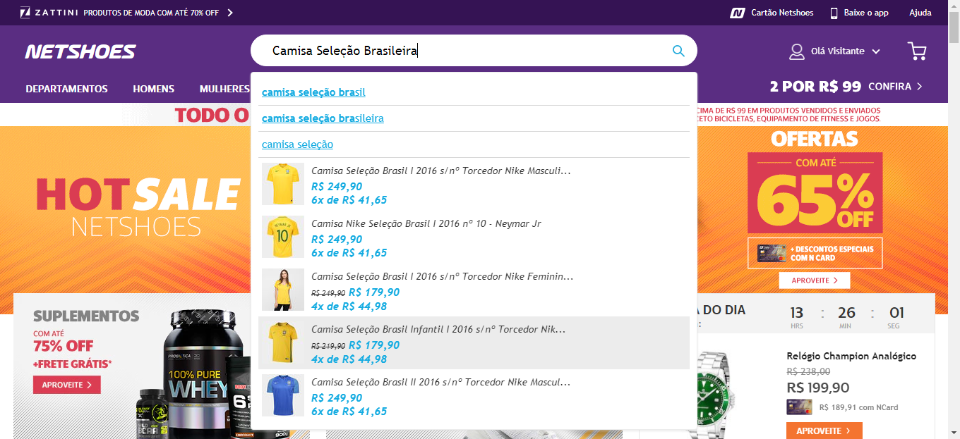 ZATTINI PRODUTOS DE MODA COM ATÉ 70% OFF
Cartão Netshoes
Baixe o app
Ajuda
NETSHOES
Camisa Seleção Brasileira
Olá Visitante
DEPARTAMENTOS
HOMENS
MULHERES
2 POR R$ 99 CONFIRA
camisa seleção brasil
camisa seleção brasileira
camisa seleção
Camisa Seleção Brasil I 2016 s/nº Torcedor Nike Masculi...
R$ 249,90
6x de R$ 41,65
Camisa Nike Seleção Brasil I 2016 nº 10 - Neymar Jr
R$ 249,90
6x de R$ 41,65
Camisa Seleção Brasil I 2016 s/nº Torcedor Nike Feminin...
R$ 249,90 R$ 179,90
4x de R$ 44,98
Camisa Seleção Brasil Infantil I 2016 s/nº Torcedor Nik...
R$ 219,90 R$ 179,90
4x de R$ 44,98
Camisa Seleção Brasil II 2016 s/nº Torcedor Nike Mascul...
R$ 249,90
6x de R$ 41,65
TODO O
CIMA DE R$ 99 EM PRODUTOS VENDIDOS E ENVIADOS
CETO BICICLETAS, EQUIPAMENTO DE FITNESS E JOGOS.
HOT SALE
NETSHOES
OFERTAS
COM ATÉ
65% OFF
+ DESCONTOS ESPECIAIS
COM N CARD
APROVEITE
SUPLEMENTOS
COM ATÉ
75% OFF
+FRETE GRÁTIS*
APROVEITE
100% PURE
WHEY
DO DIA
13 : 26 : 01
HRS MIN SEG
Relógio Champion Analógico
R$ 238,00
R$ 199,90
R$ 189,91 com NCard
APROVEITE